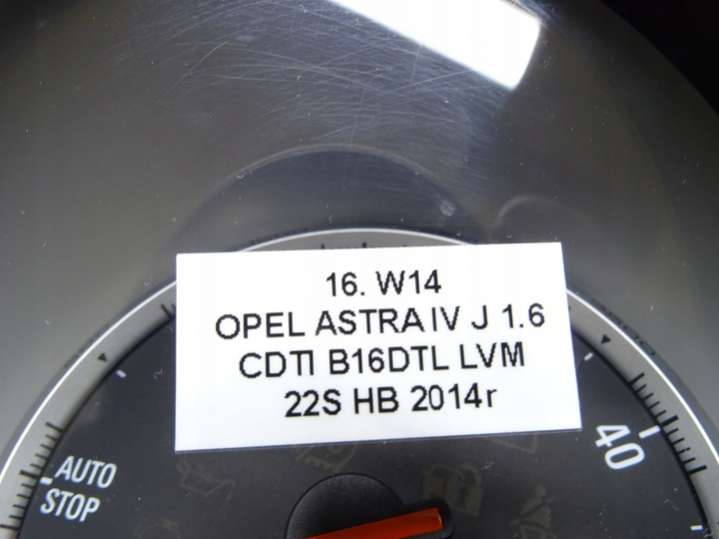 16. W14
OPEL ASTRA IV J 1.6
CDTI B16DTL LVM
22S HB 2014r
40
AUTO
STOP